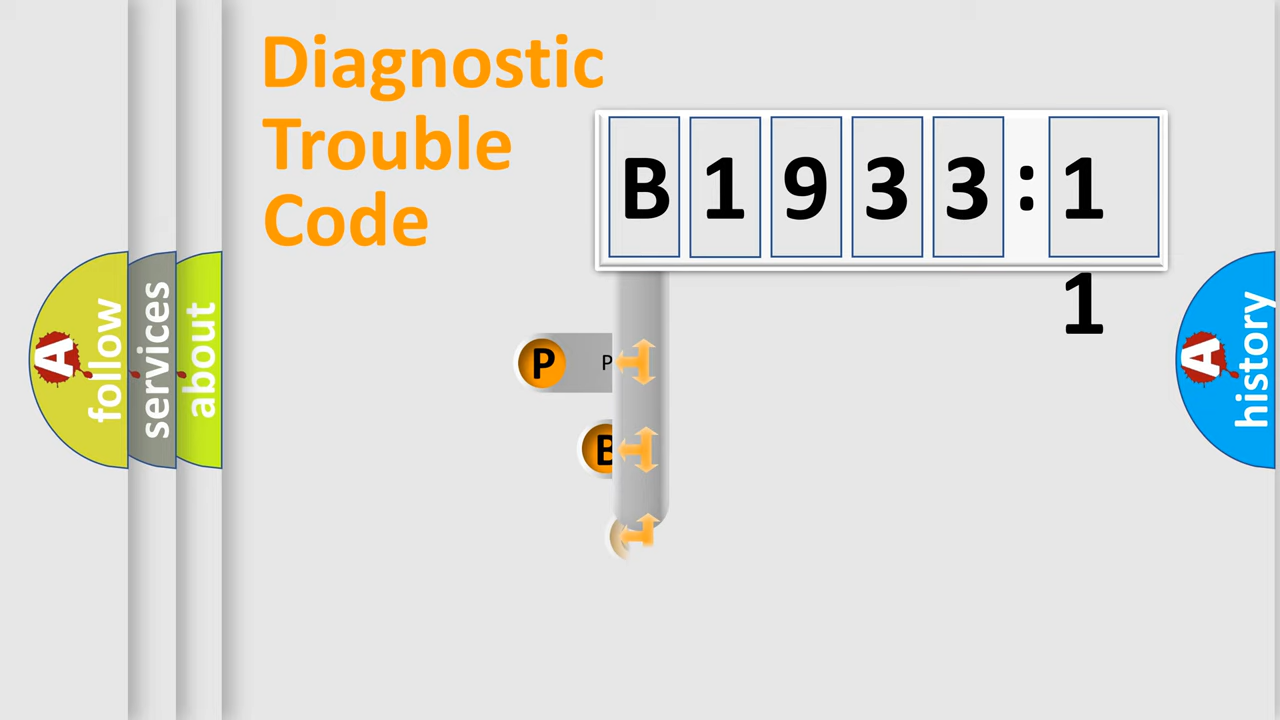 Diagnostic
Trouble
Code
B1933:1
1
P P
B
A follow
services
about
A history